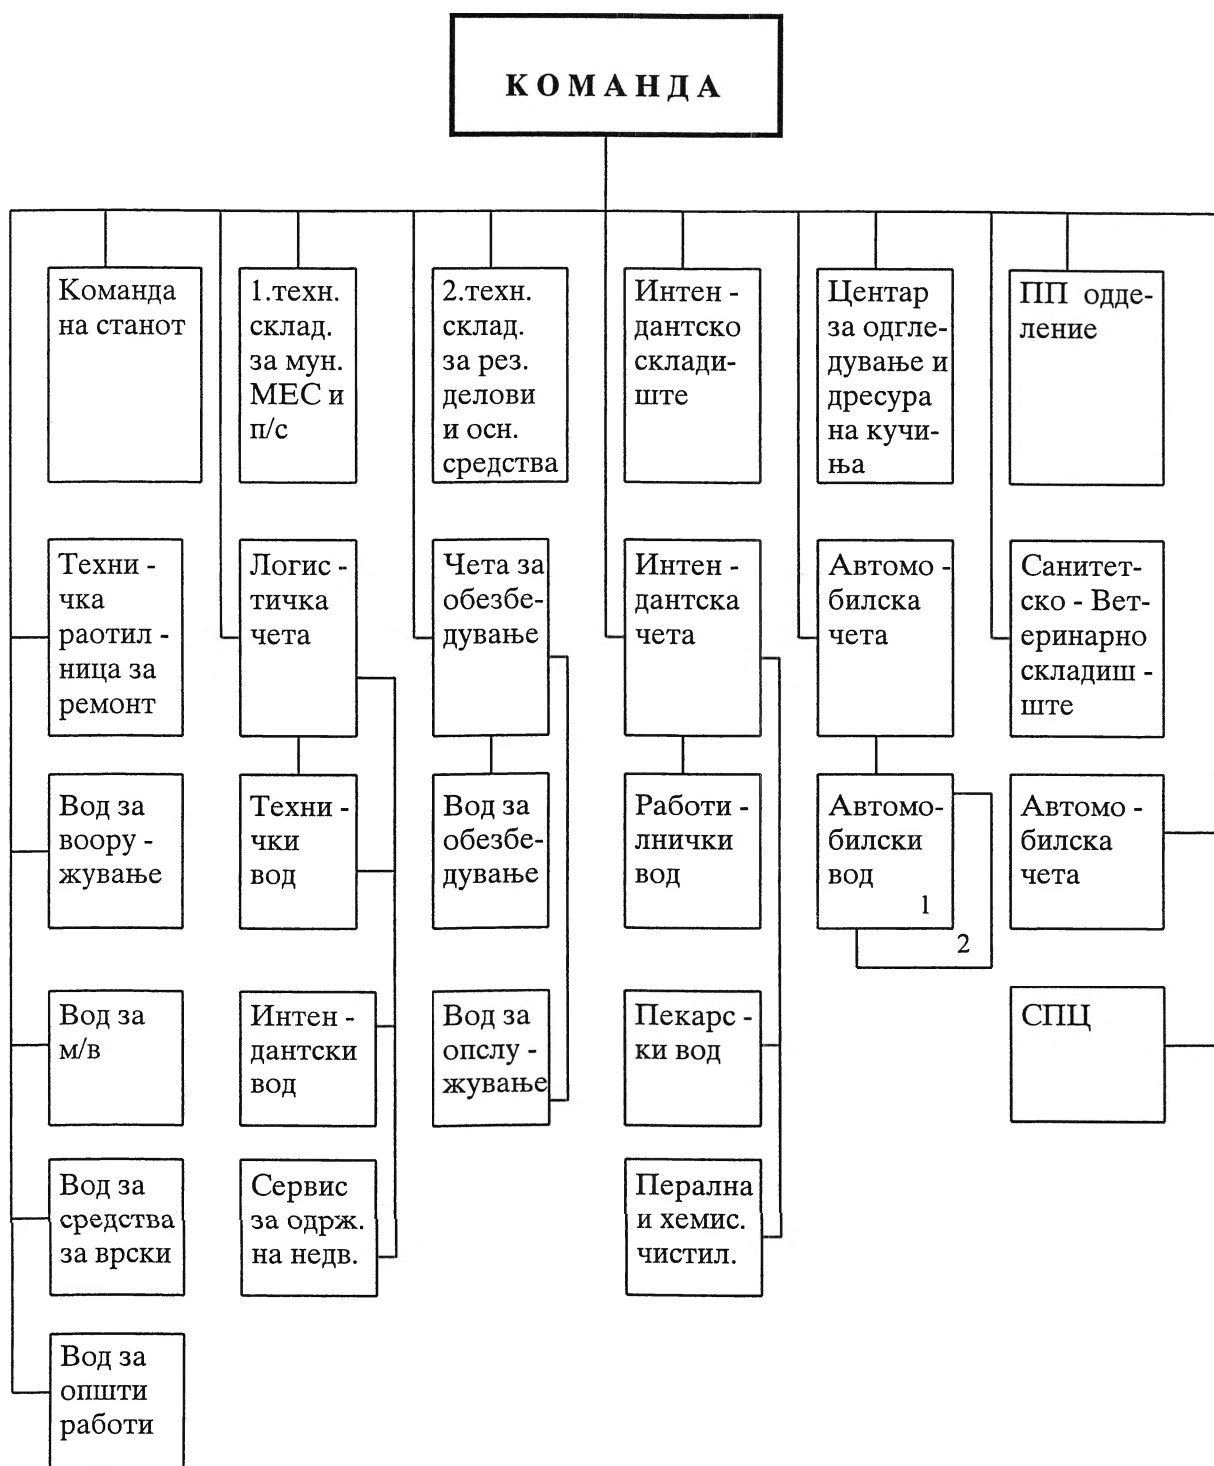 КОМАНДА
Команда
на станот
1.техн.
склад.
за мун.
МЕС и
п/с
2.техн.
склад.
за рез.
делови
и осн.
средства
Интен -
дантско
склади-
ште
Центар
за одгле-
дување и
дресура
на кучи-
ња
ПП одде-
ление
Техни -
чка
раотил -
ница за
ремонт
Логис -
тичка
чета
Чета за
обезбе-
дување
Интен -
дантска
чета
Автомо -
билска
чета
Санитет-
ско - Вет-
еринарно
складиш -
ште
Вод за
воору -
жување
Техни -
чки
вод
Вод за
обезбе-
дување
Работи -
лнички
вод
Автомо-
билски
вод
1
2
Автомо -
билска
чета
Вод за
м/в
Интен -
дантски
вод
Вод за
опслу -
жување
Пекарс -
ки вод
СПЦ
Вод за
средства
за врски
Сервис
за одрж.
на недв.
Перална
и хемис.
чистил.
Вод за
општи
работи